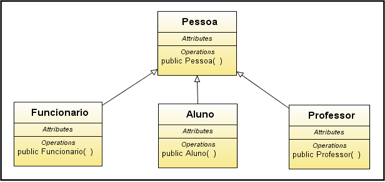 Pessoa
Attributes
Operations
public Pessoa( )
Funcionario
Attributes
Operations
public Funcionario( )
Aluno
Attributes
Operations
public Aluno( )
Professor
Attributes
Operations
public Professor( )